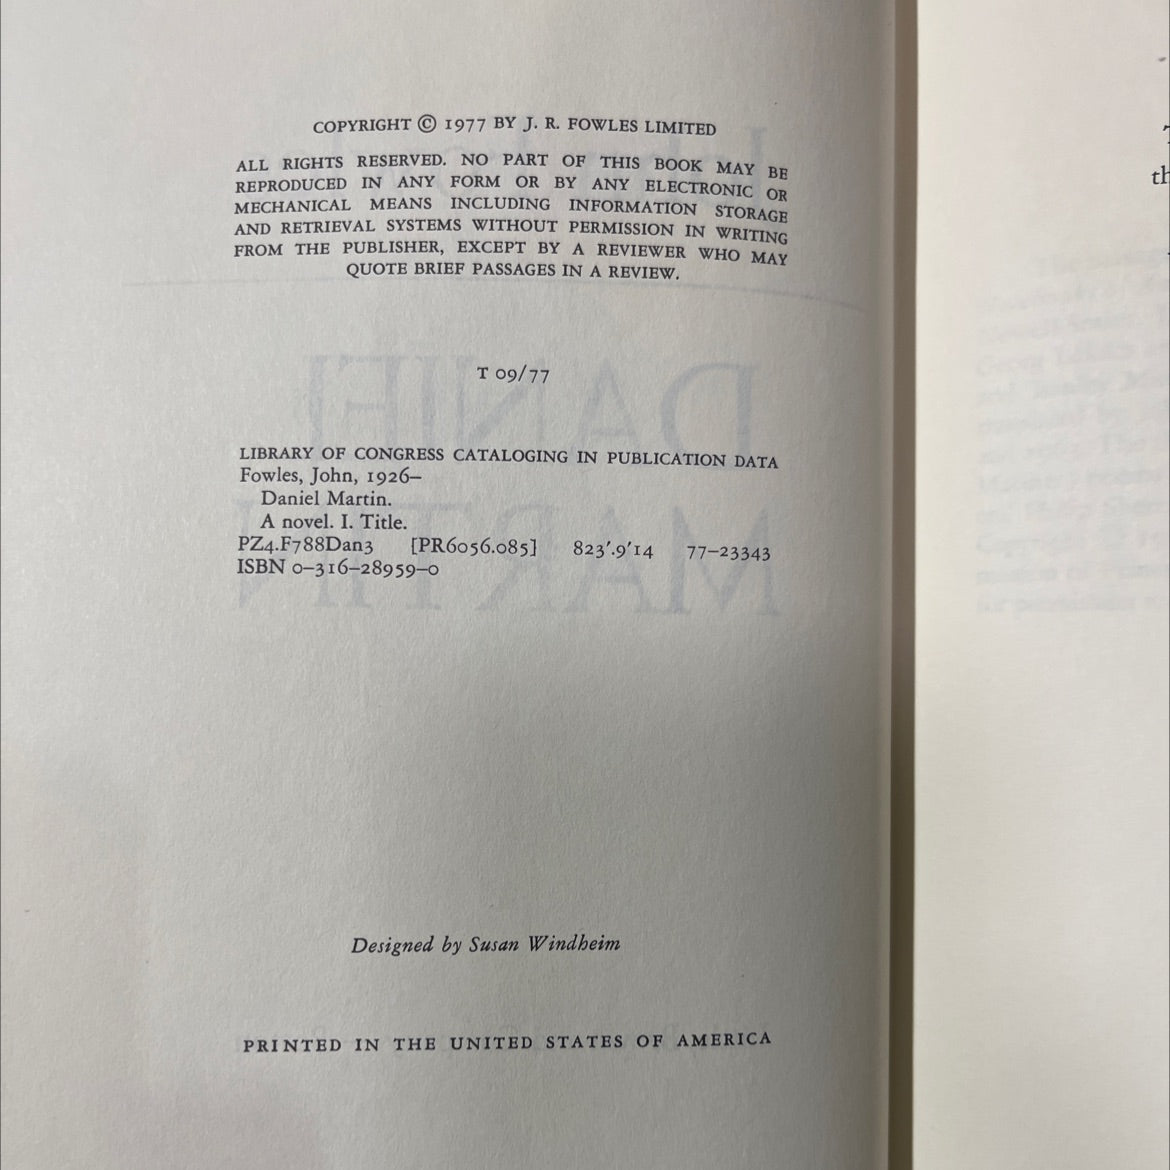 COPYRIGHT © 1977 BY J. R. FOWLES LIMITED
ALL RIGHTS RESERVED. NO PART OF THIS BOOK MAY BE
REPRODUCED IN ANY FORM OR BY ANY ELECTRONIC OR
MECHANICAL MEANS INCLUDING INFORMATION STORAGE
AND RETRIEVAL SYSTEMS WITHOUT PERMISSION IN WRITING
FROM THE PUBLISHER, EXCEPT BY A REVIEWER WHO MAY
QUOTE BRIEF PASSAGES IN A REVIEW.
T 09/77
LIBRARY OF CONGRESS CATALOGING IN PUBLICATION DATA
Fowles, John, 1926–
Daniel Martin.
A novel. I. Title.
PZ4.F788Dan3 [PR6056.085] 823'.9'14 77–23343
ISBN 0–316–28959–0
Designed by Susan Windheim
PRINTED IN THE UNITED STATES OF AMERICA